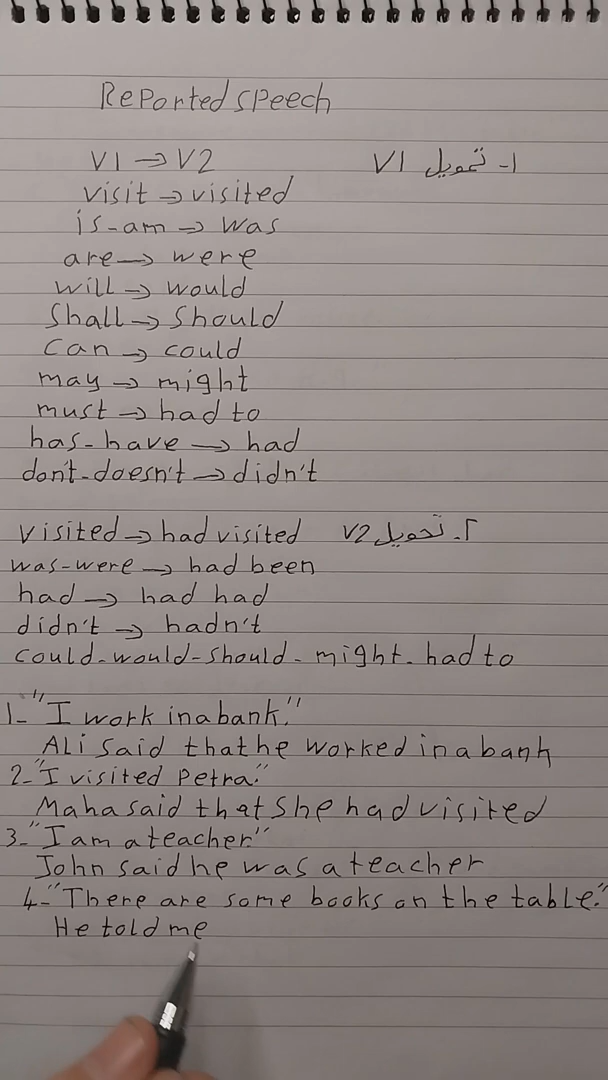 Reported speech
V1 → V2 ١- تحويل V1
visit → visited
is-am → was
are → were
will → would
Shall → Should
can → could
may → might
must → had to
has-have → had
don't-doesn't → didn't
visited → had visited ٢- تحويل V2
was-were → had been
had → had had
didn't → hadn't
could-would-should-might-had to
1- "I work in a bank."
Ali said that he worked in a bank
2- "I visited Petra."
Maha said that She had visited
3- "I am a teacher."
John said he was a teacher
4- "There are some books on the table."
He told me